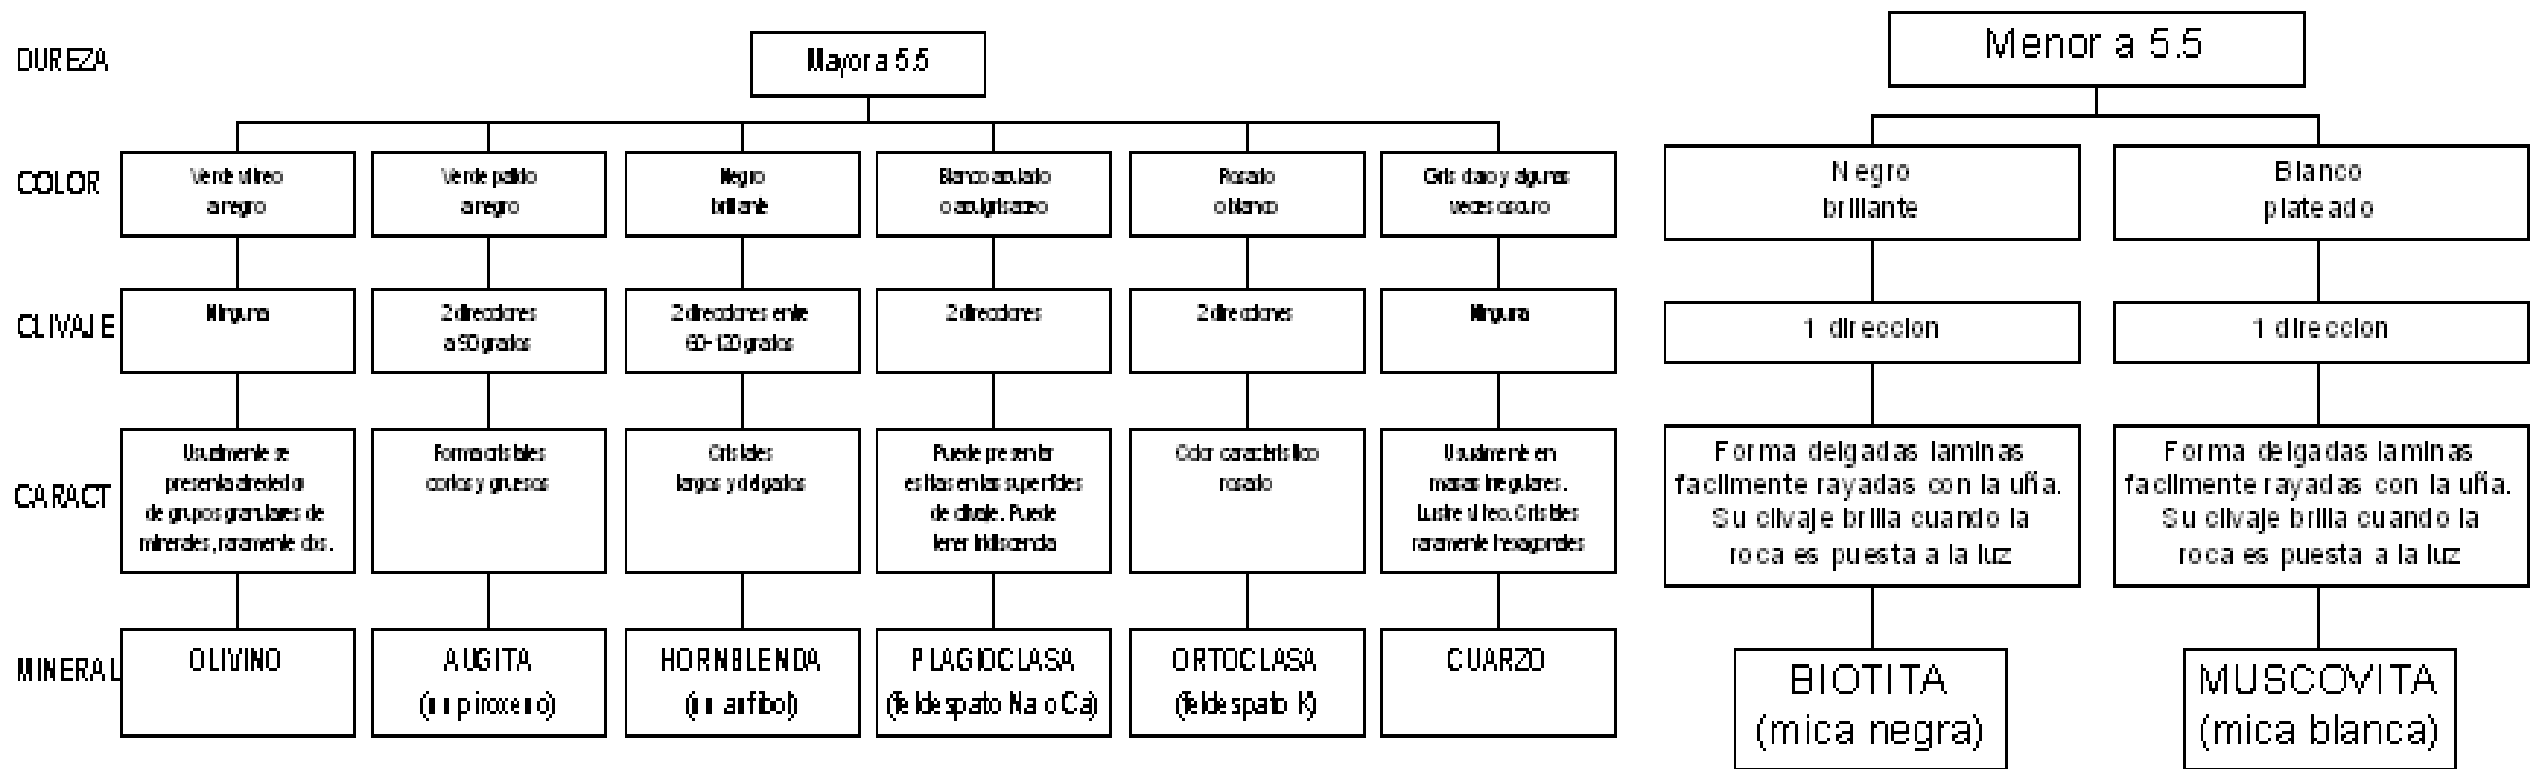 DUREZA
Mayor a 5.5
Menor a 5.5
COLOR
Verde vitreo
a negro
Verde palido
a negro
Negro
brillante
Blanco azulado
o azul grisaceo
Rosado
o blanco
Gris claro y algunas
veces oscuro
Negro
brillante
Blanco
plateado
CLIVAJE
Ninguna
2 direcciones
a 90 grados
2 direcciones entre
60-120 grados
2 direcciones
2 direcciones
Ninguna
1 direccion
1 direccion
CARACT
Usualmente se
presenta alrededor
de grupos granulares de
minerales, raramente
Forma cristales
cortos y gruesos
Cristales
largos y delgados
Puede presentar
estrias en las superficies
de clivaje. Puede
tener iridiscencia
Color caracteristico
rosado
Usualmente en
masas irregulares.
Lustre vitreo. Cristales
raramente hexagonales
Forma delgadas laminas
facilmente rayadas con la uña.
Su clivaje brilla cuando la
roca es puesta a la luz
Forma delgadas laminas
facilmente rayadas con la uña.
Su clivaje brilla cuando la
roca es puesta a la luz
MINERAL
OLIVINO
AUGITA
(un piroxeno)
HORNBLENDA
(un anfibol)
PLAGIOCLASA
(feldespato Na o Ca)
ORTOCLASA
(feldespato K)
CUARZO
BIOTITA
(mica negra)
MUSCOVITA
(mica blanca)